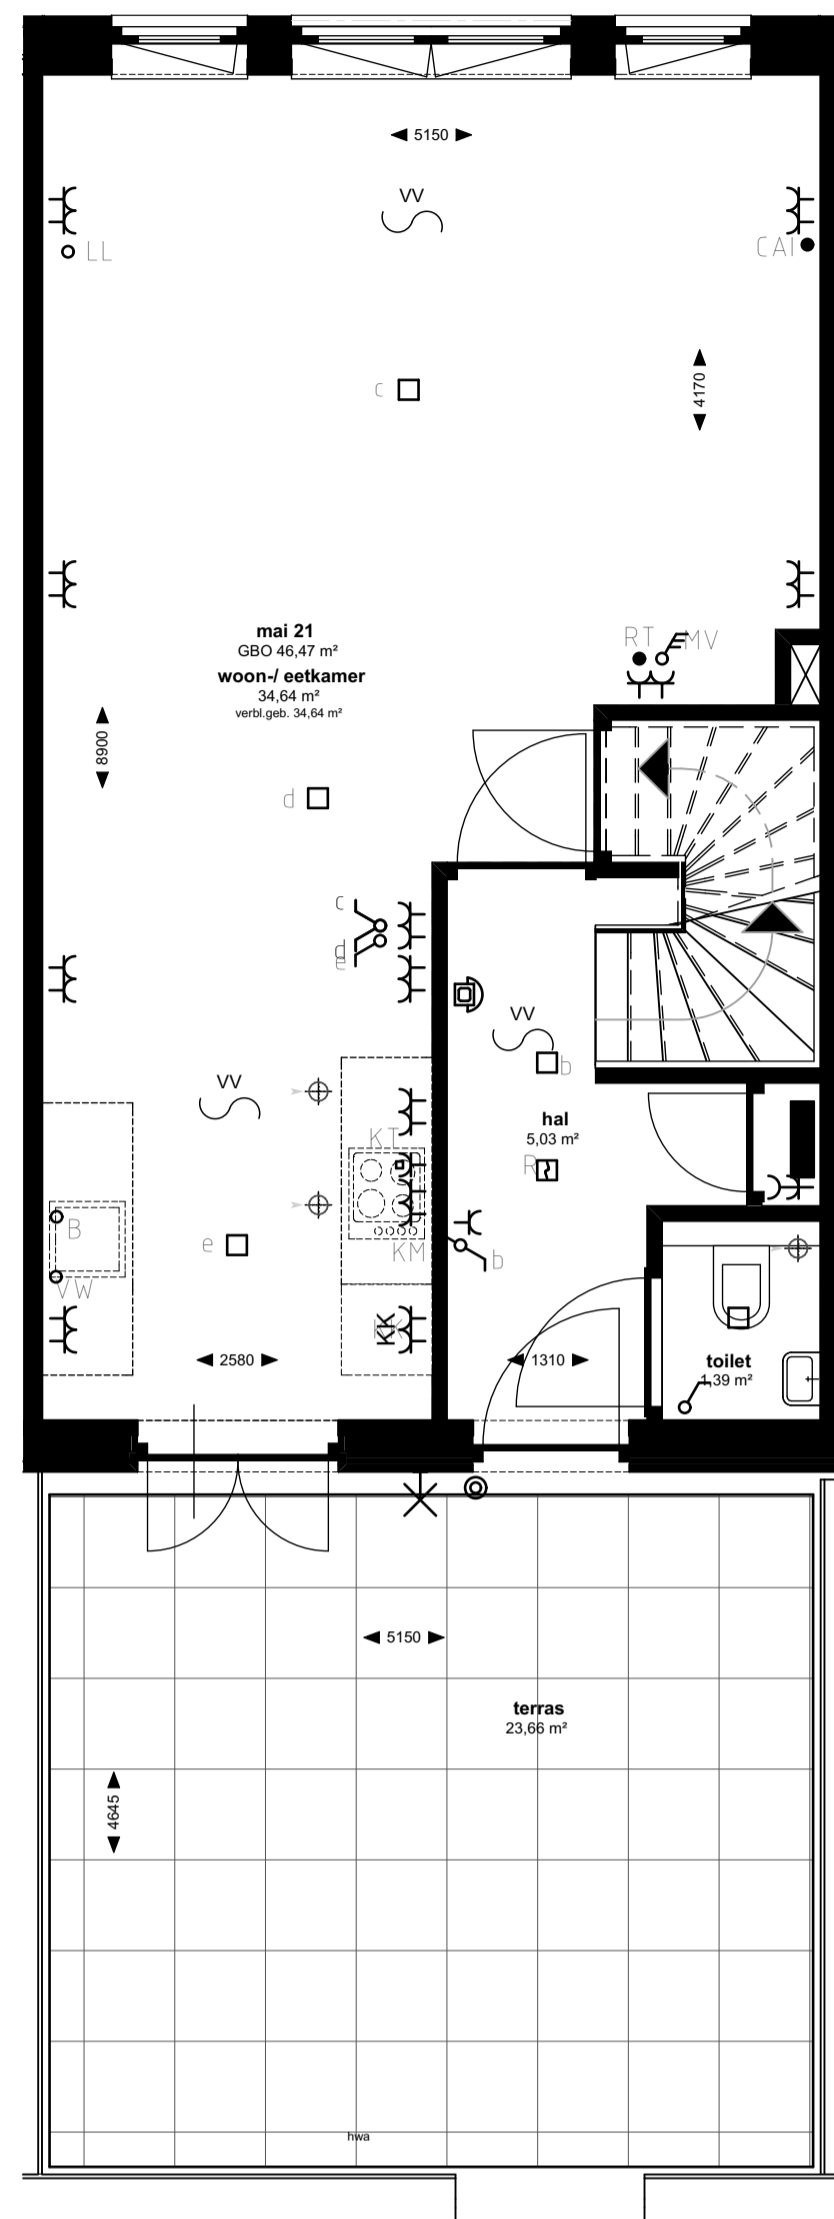 5150
VV
LL
CAI
4170
c
mai 21
GBO 46,47 m²
woon-/ eetkamer
34,64 m²
verbl.geb. 34,64 m²
RT
MV
8900
d
c
d
e
VV
b
VV
hal
5,03 m²
KT
R
B
e
KM
b
VW
KK
2580
1310
toilet
1,39 m²
5150
terras
23,66 m²
4645
hwa